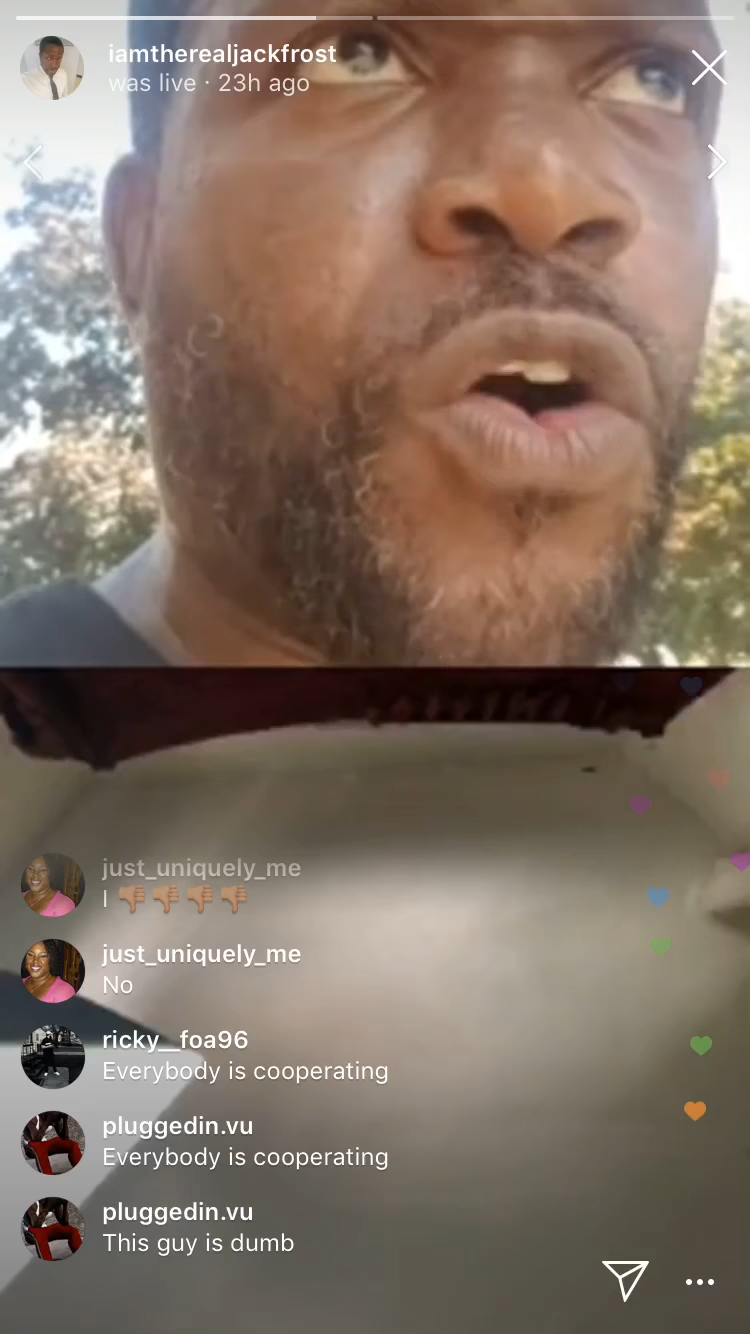 iamtherealjackfrost
was live · 23h ago
just_uniquely_me
I 👎🏽👎🏽👎🏽👎🏽
just_uniquely_me
No
ricky__foa96
Everybody is cooperating
pluggedin.vu
Everybody is cooperating
pluggedin.vu
This guy is dumb